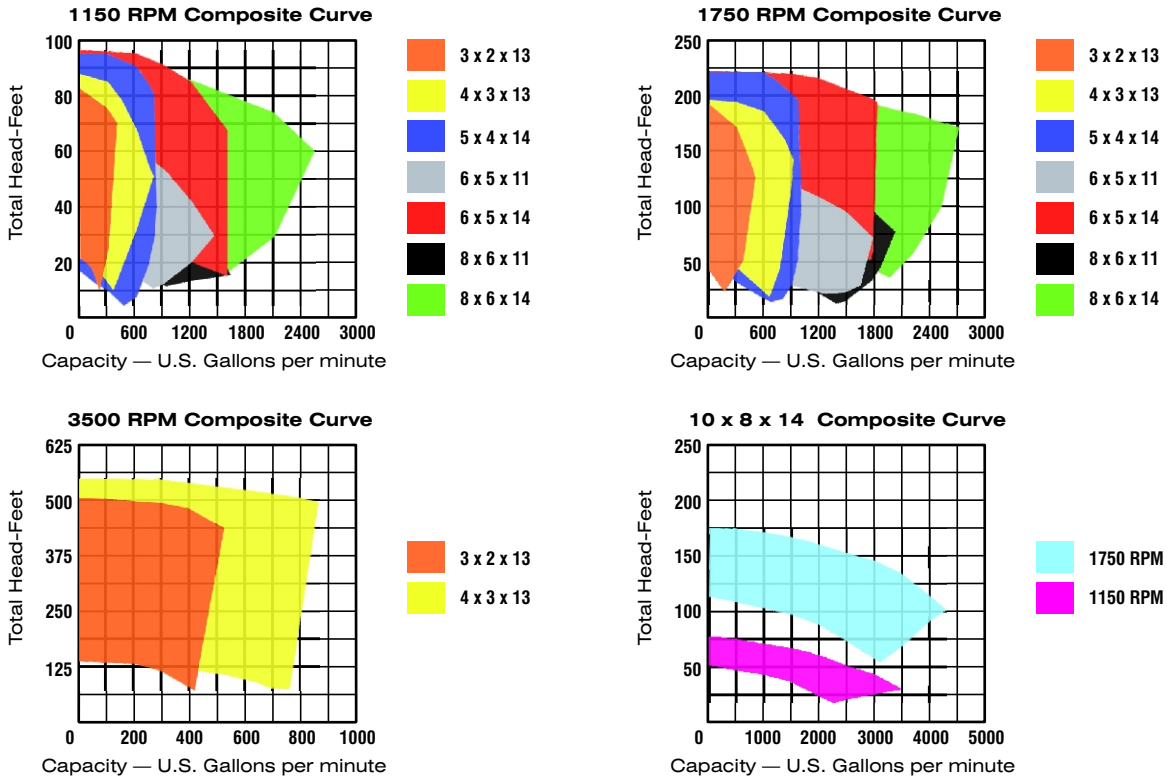 1150 RPM Composite Curve
Total Head-Feet
100
80
60
40
20
0 600 1200 1800 2400 3000
Capacity — U.S. Gallons per minute
3 x 2 x 13
4 x 3 x 13
5 x 4 x 14
6 x 5 x 11
6 x 5 x 14
8 x 6 x 11
8 x 6 x 14
1750 RPM Composite Curve
Total Head-Feet
250
200
150
100
50
0 600 1200 1800 2400 3000
Capacity — U.S. Gallons per minute
3 x 2 x 13
4 x 3 x 13
5 x 4 x 14
6 x 5 x 11
6 x 5 x 14
8 x 6 x 11
8 x 6 x 14
3500 RPM Composite Curve
Total Head-Feet
625
500
375
250
125
0 200 400 600 800 1000
Capacity — U.S. Gallons per minute
3 x 2 x 13
4 x 3 x 13
10 x 8 x 14 Composite Curve
Total Head-Feet
250
200
150
100
50
0 1000 2000 3000 4000 5000
Capacity — U.S. Gallons per minute
1750 RPM
1150 RPM